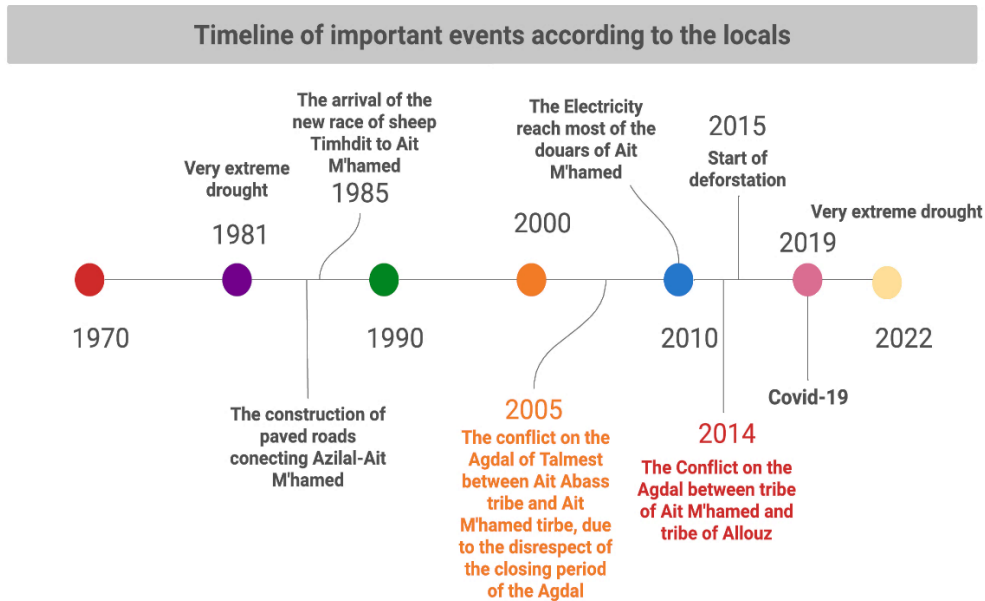 Timeline of important events according to the locals
The arrival of the
new race of sheep
Timhdit to Ait
M'hamed
1985
Very extreme
drought
1981
The Electricity
reach most of the
douars of Ait
M'hamed
2000
2015
Start of
deforstation
Very extreme drought
2019
1970
1990
2010
2022
The construction of
paved roads
conecting Azilal-Ait
M'hamed
2005
The conflict on the
Agdal of Talmest
between Ait Abass
tribe and Ait
M'hamed tirbe, due
to the disrespect of
the closing period
of the Agdal
2014
The Conflict on the
Agdal between tribe
of Ait M'hamed and
tribe of Allouz
Covid-19